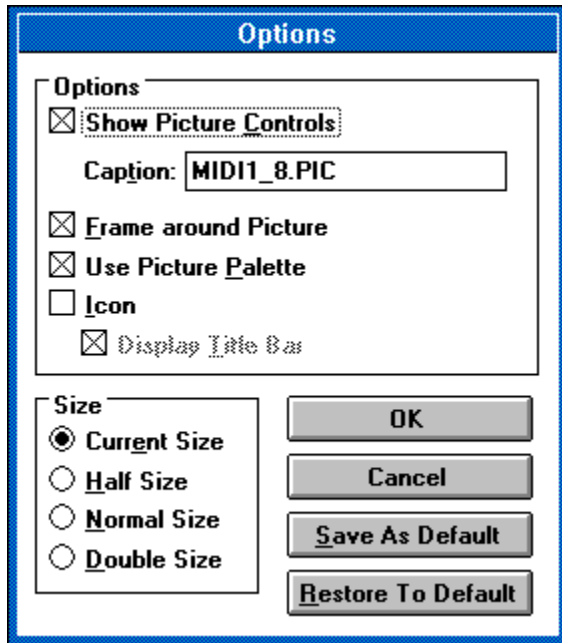 Options
Options
Show Picture Controls
Caption: MIDI1_8.PIC
Frame around Picture
Use Picture Palette
Icon
Display Title Bar
Size
Current Size
Half Size
Normal Size
Double Size
OK
Cancel
Save As Default
Restore To Default